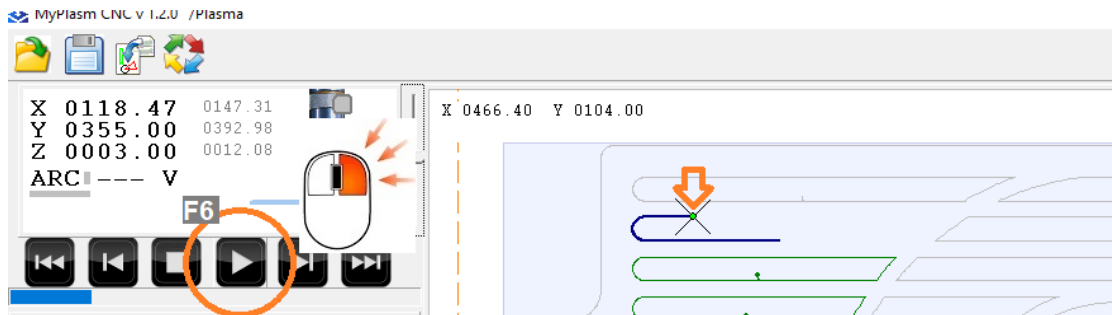 MyPlasm CNC v 1.2.0 /Plasma
X 0118.47 0147.31
Y 0355.00 0392.98
Z 0003.00 0012.08
ARC --- V
F6
X 0466.40 Y 0104.00